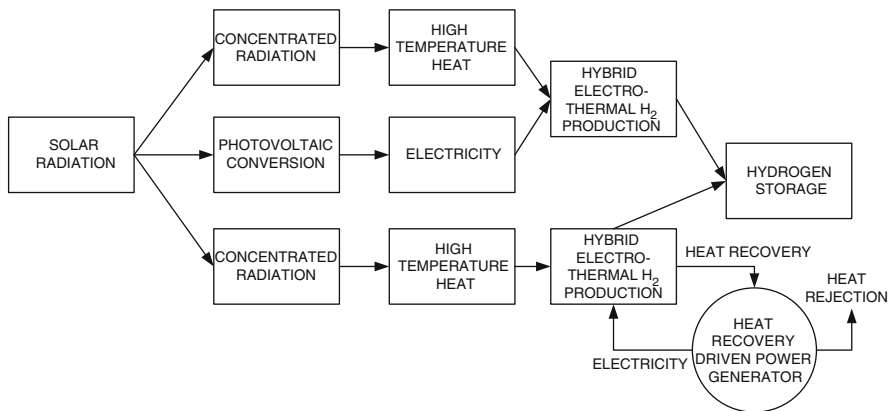 CONCENTRATED
RADIATION
HIGH
TEMPERATURE
HEAT
HYBRID
ELECTRO-
THERMAL H2
PRODUCTION
SOLAR
RADIATION
PHOTOVOLTAIC
CONVERSION
ELECTRICITY
HYDROGEN
STORAGE
CONCENTRATED
RADIATION
HIGH
TEMPERATURE
HEAT
HYBRID
ELECTRO-
THERMAL H2
PRODUCTION
HEAT RECOVERY
HEAT
REJECTION
ELECTRICITY
HEAT
RECOVERY
DRIVEN POWER
GENERATOR